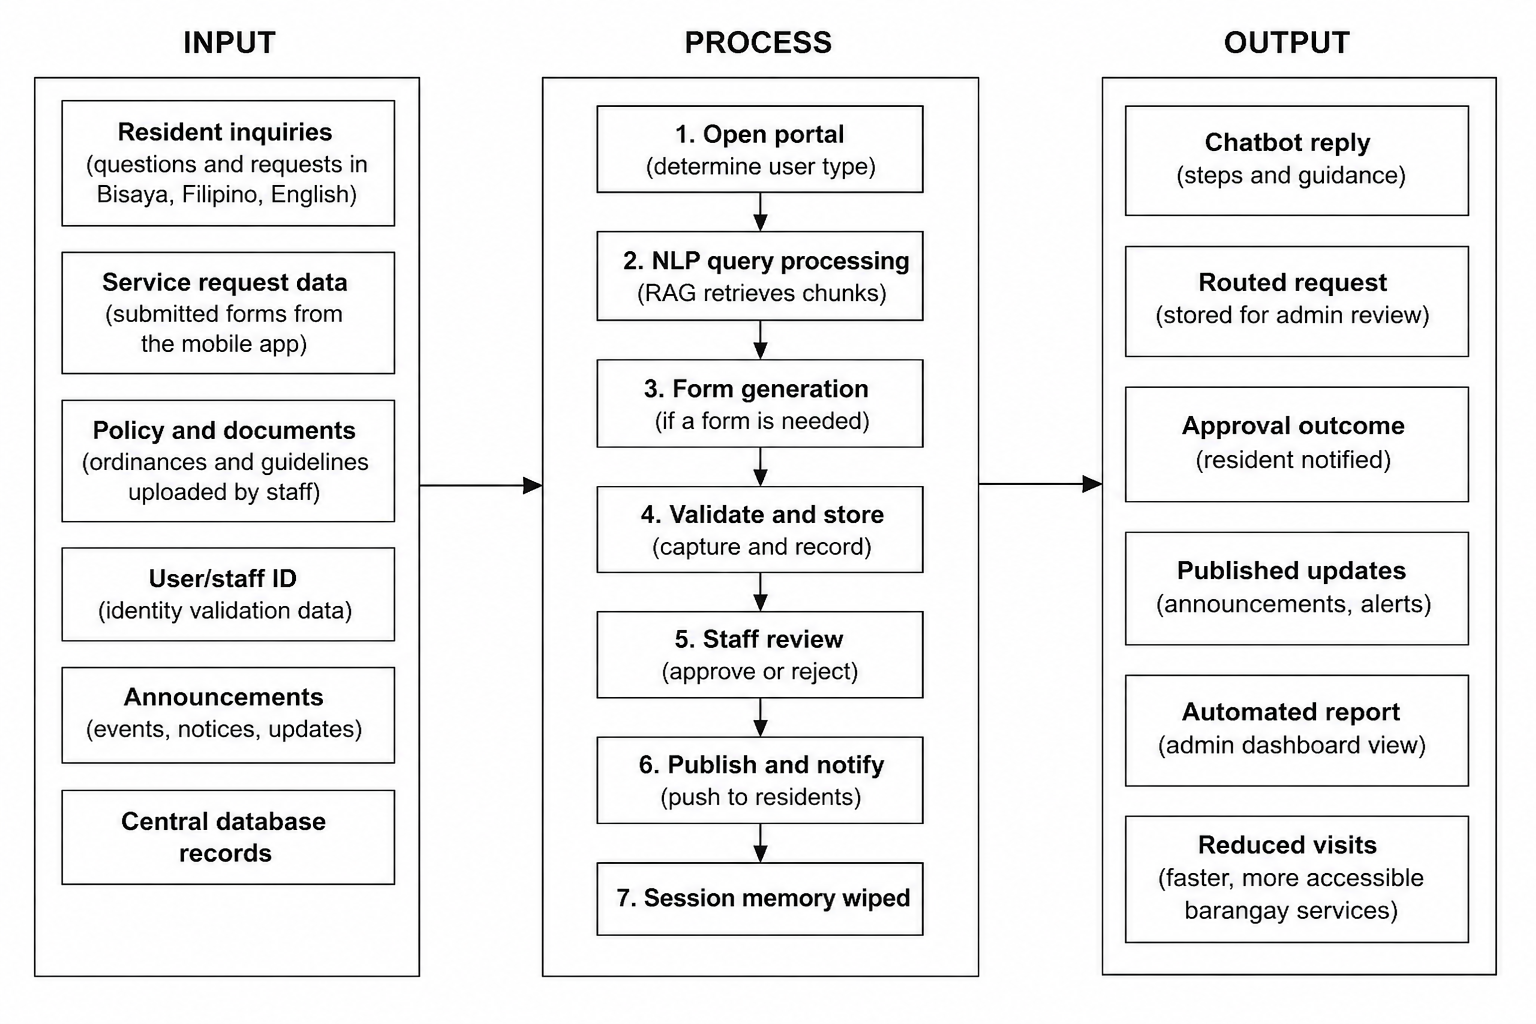 INPUT
Resident inquiries
(questions and requests in
Bisaya, Filipino, English)
Service request data
(submitted forms from
the mobile app)
Policy and documents
(ordinances and guidelines
uploaded by staff)
User/staff ID
(identity validation data)
Announcements
(events, notices, updates)
Central database
records
PROCESS
1. Open portal
(determine user type)
2. NLP query processing
(RAG retrieves chunks)
3. Form generation
(if a form is needed)
4. Validate and store
(capture and record)
5. Staff review
(approve or reject)
6. Publish and notify
(push to residents)
7. Session memory wiped
OUTPUT
Chatbot reply
(steps and guidance)
Routed request
(stored for admin review)
Approval outcome
(resident notified)
Published updates
(announcements, alerts)
Automated report
(admin dashboard view)
Reduced visits
(faster, more accessible
barangay services)